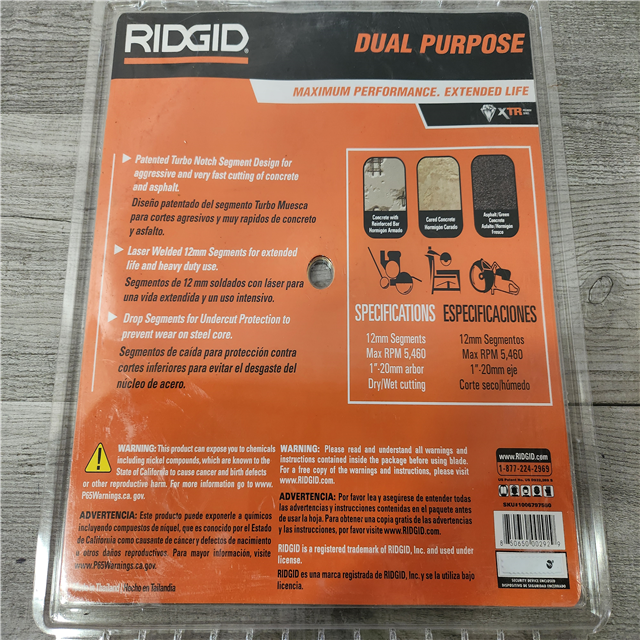 RIDGID
DUAL PURPOSE
MAXIMUM PERFORMANCE. EXTENDED LIFE
XTR
Patented Turbo Notch Segment Design for
aggressive and very fast cutting of concrete
and asphalt.
Diseño patentado del segmento Turbo Muesca
para cortes agresivos y muy rapidos de concreto
y asfalto.
Laser Welded 12mm Segments for extended
life and heavy duty use.
Segmentos de 12 mm soldados con láser para
una vida extendida y un uso intensivo.
Drop Segments for Undercut Protection to
prevent wear on steel core.
Segmentos de caída para protección contra
cortes inferiores para evitar el desgaste del
núcleo de acero.
Concrete with
Reinforced Bar
Hormigón Armado
Cured Concrete
Hormigón Curado
Asphalt/Green
Concrete
Asfalto/Hormigón
Fresco
SPECIFICATIONS
12mm Segments
Max RPM 5,460
1"-20mm arbor
Dry/Wet cutting
ESPECIFICACIONES
12mm Segmentos
Max RPM 5,460
1"-20mm eje
Corte seco/húmedo
WARNING: This product can expose you to chemicals
including nickel compounds, which are known to the
State of California to cause cancer and birth defects
or other reproductive harm. For more information go to
www.P65Warnings.ca.gov.
ADVERTENCIA: Este producto puede exponerle a químicos
incluyendo compuestos de níquel, que es conocido por el Estado
de California como causante de cáncer y defectos de nacimiento
u otros daños reproductivos. Para mayor información, visite
www.P65Warnings.ca.gov.
Hecho en Tailandia
WARNING: Please read and understand all warnings and
instructions contained inside the package before using blade.
For a free copy of the warnings and instructions, please visit
www.RIDGID.com.
ADVERTENCIA: Por favor lea y asegúrese de entender todas
las advertencias y instrucciones contenidas en el paquete antes
de usar la hoja. Para obtener una copia gratis de las advertencias
y instrucciones, por favor visite www.RIDGID.com.
RIDGID is a registered trademark of RIDGID, Inc. and used under
license.
RIDGID es una marca registrada de RIDGID, Inc. y se utiliza bajo
licencia.
www.RIDGID.com
1-877-224-2969